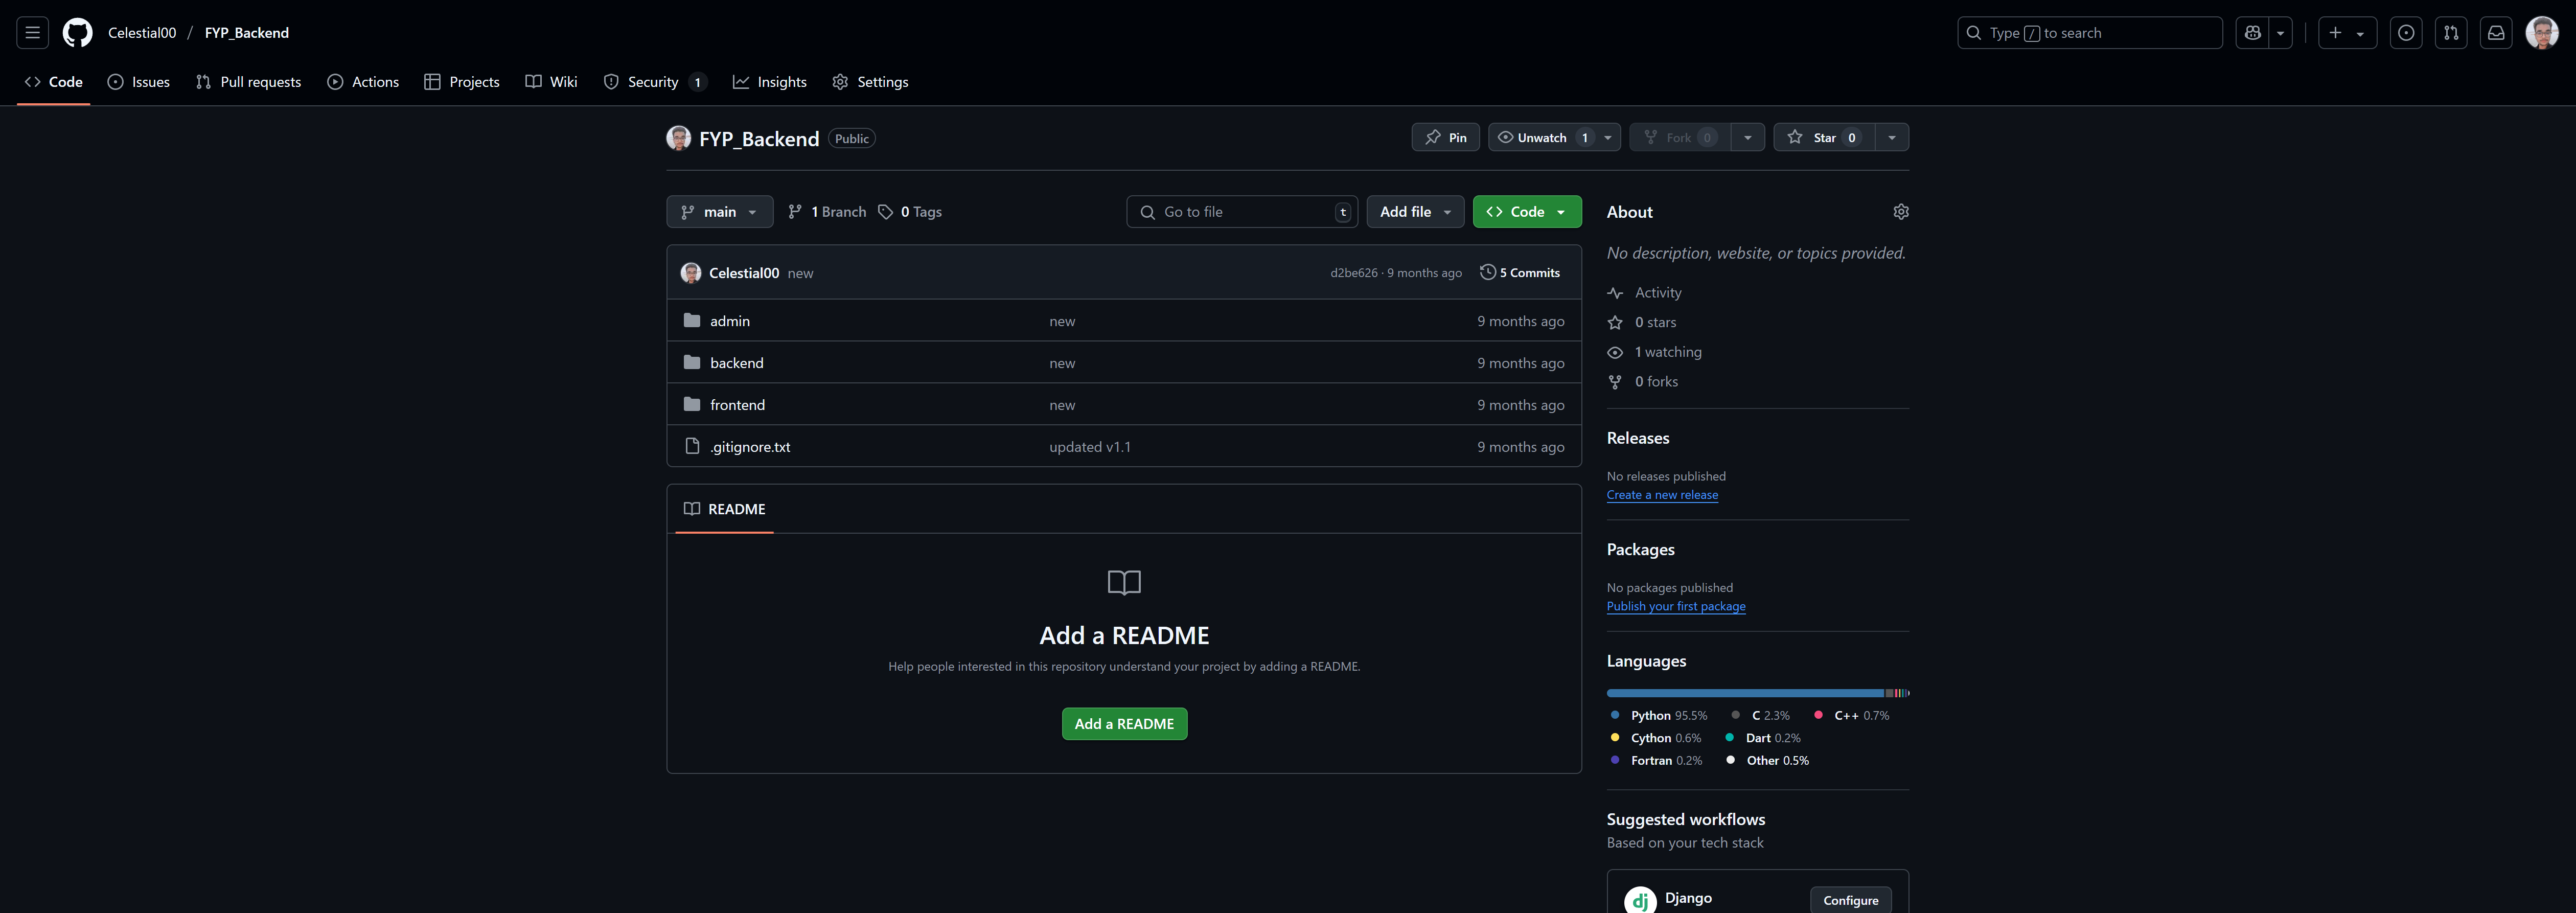 Celestial00 / FYP_Backend
Type / to search
Code Issues Pull requests Actions Projects Wiki Security 1 Insights Settings
FYP_Backend Public
Pin Unwatch 1 Fork 0 Star 0
main 1 Branch 0 Tags
Go to file t Add file Code
Celestial00 new d2be626 · 9 months ago 5 Commits
admin new 9 months ago
backend new 9 months ago
frontend new 9 months ago
.gitignore.txt updated v1.1 9 months ago
README
Add a README
Help people interested in this repository understand your project by adding a README.
Add a README
About
No description, website, or topics provided.
Activity
0 stars
1 watching
0 forks
Releases
No releases published
Create a new release
Packages
No packages published
Publish your first package
Languages
Python 95.5% C 2.3% C++ 0.7%
Cython 0.6% Dart 0.2%
Fortran 0.2% Other 0.5%
Suggested workflows
Based on your tech stack
dj Django Configure